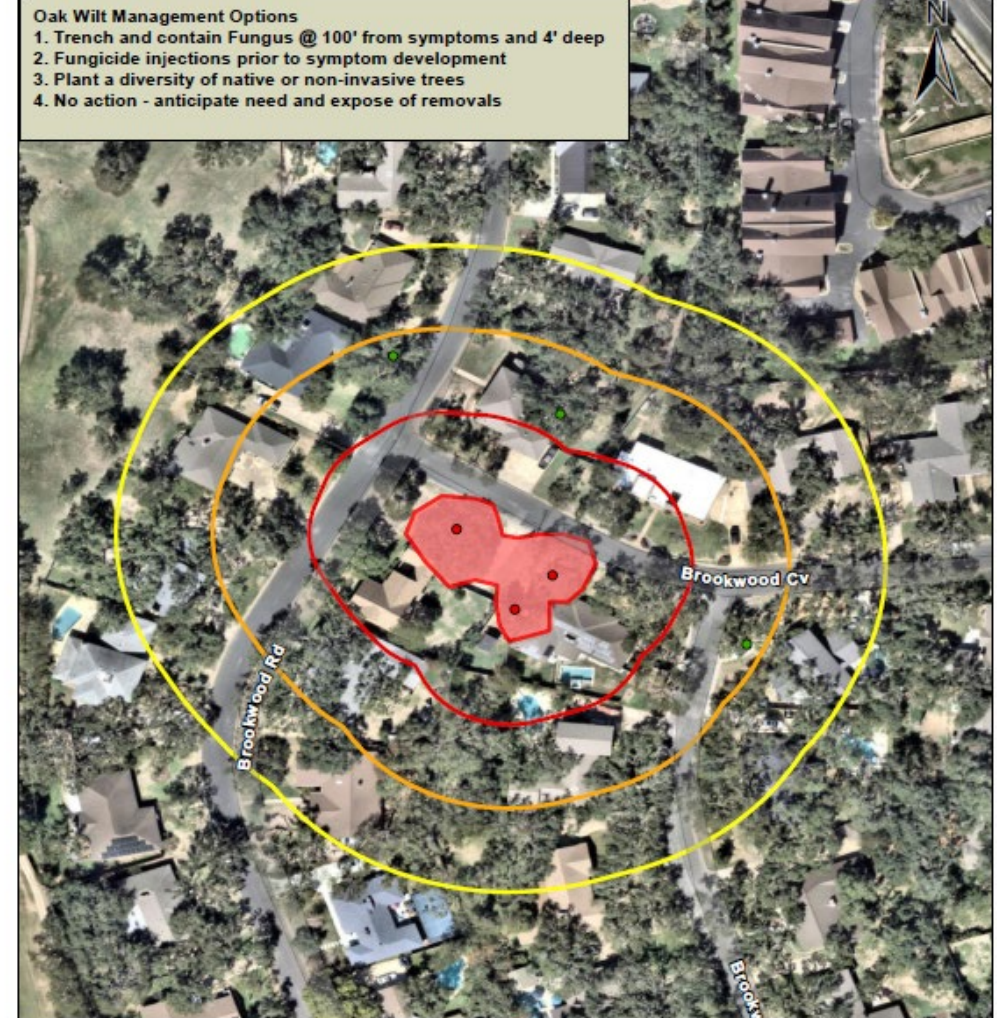 Oak Wilt Management Options
1. Trench and contain Fungus @ 100' from symptoms and 4' deep
2. Fungicide injections prior to symptom development
3. Plant a diversity of native or non-invasive trees
4. No action - anticipate need and expose of removals
N
Brookwood Cv
Brookwood Rd
Brookw